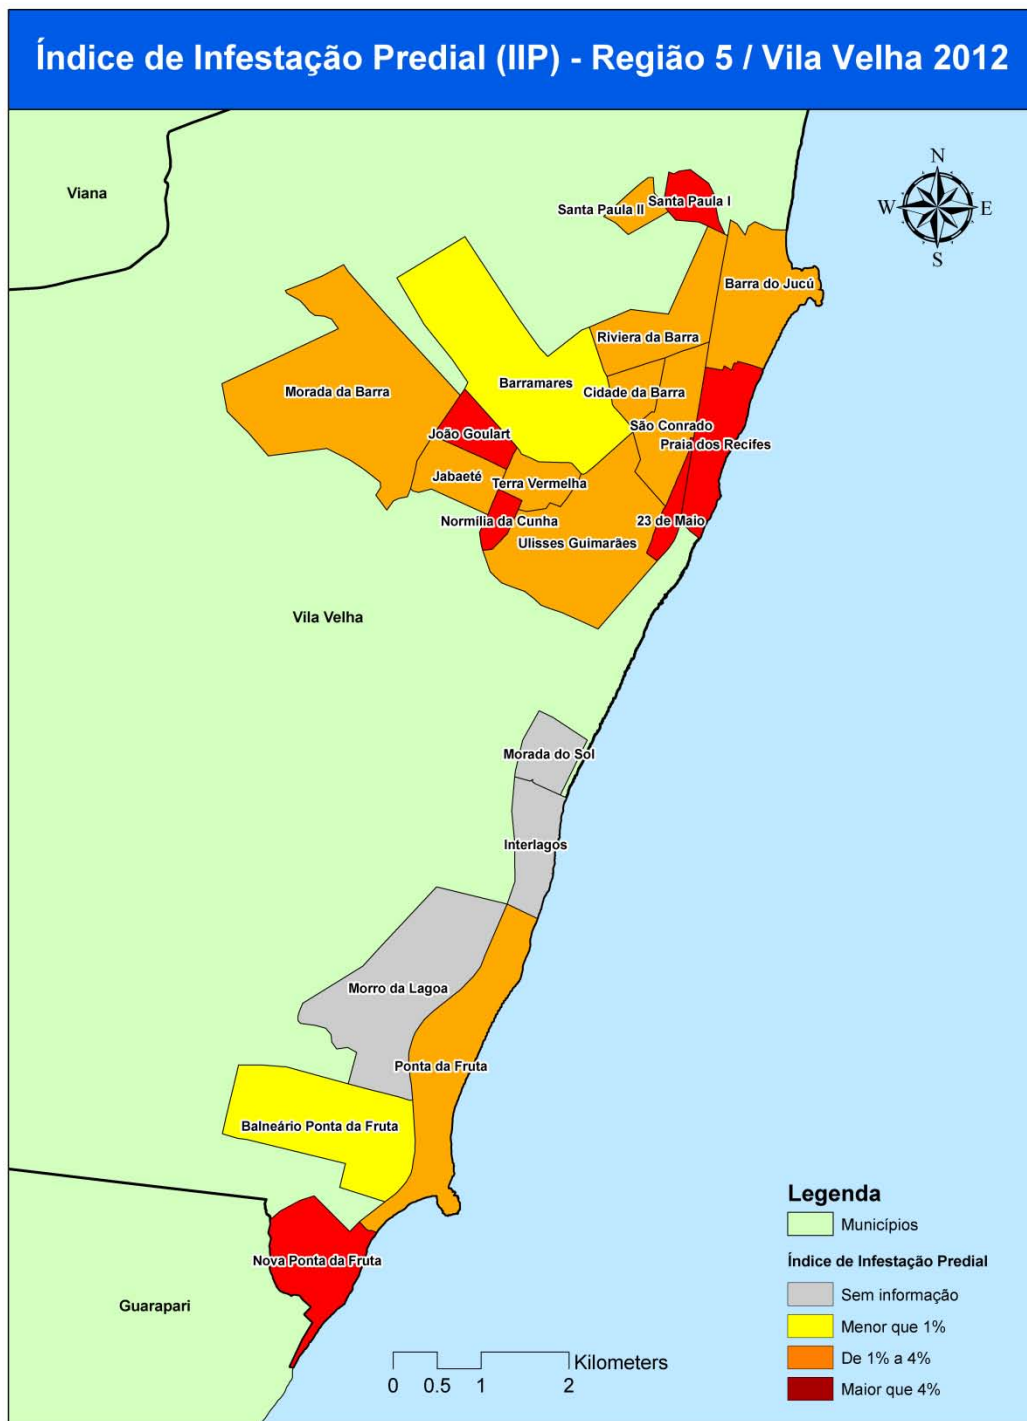 Índice de Infestação Predial (IIP) - Região 5 / Vila Velha 2012
Viana
N
W E
S
Santa Paula II
Santa Paula I
Barra do Jucú
Riviera da Barra
Barramares
Morada da Barra
Cidade da Barra
São Conrado
João Goulart
Praia dos Recifes
Jabaeté
Terra Vermelha
Normília da Cunha
23 de Maio
Ulisses Guimarães
Vila Velha
Morada do Sol
Interlagos
Morro da Lagoa
Ponta da Fruta
Balneário Ponta da Fruta
Nova Ponta da Fruta
Guarapari
Legenda
Municípios
Índice de Infestação Predial
Sem informação
Menor que 1%
De 1% a 4%
Maior que 4%
Kilometers
0 0.5 1 2